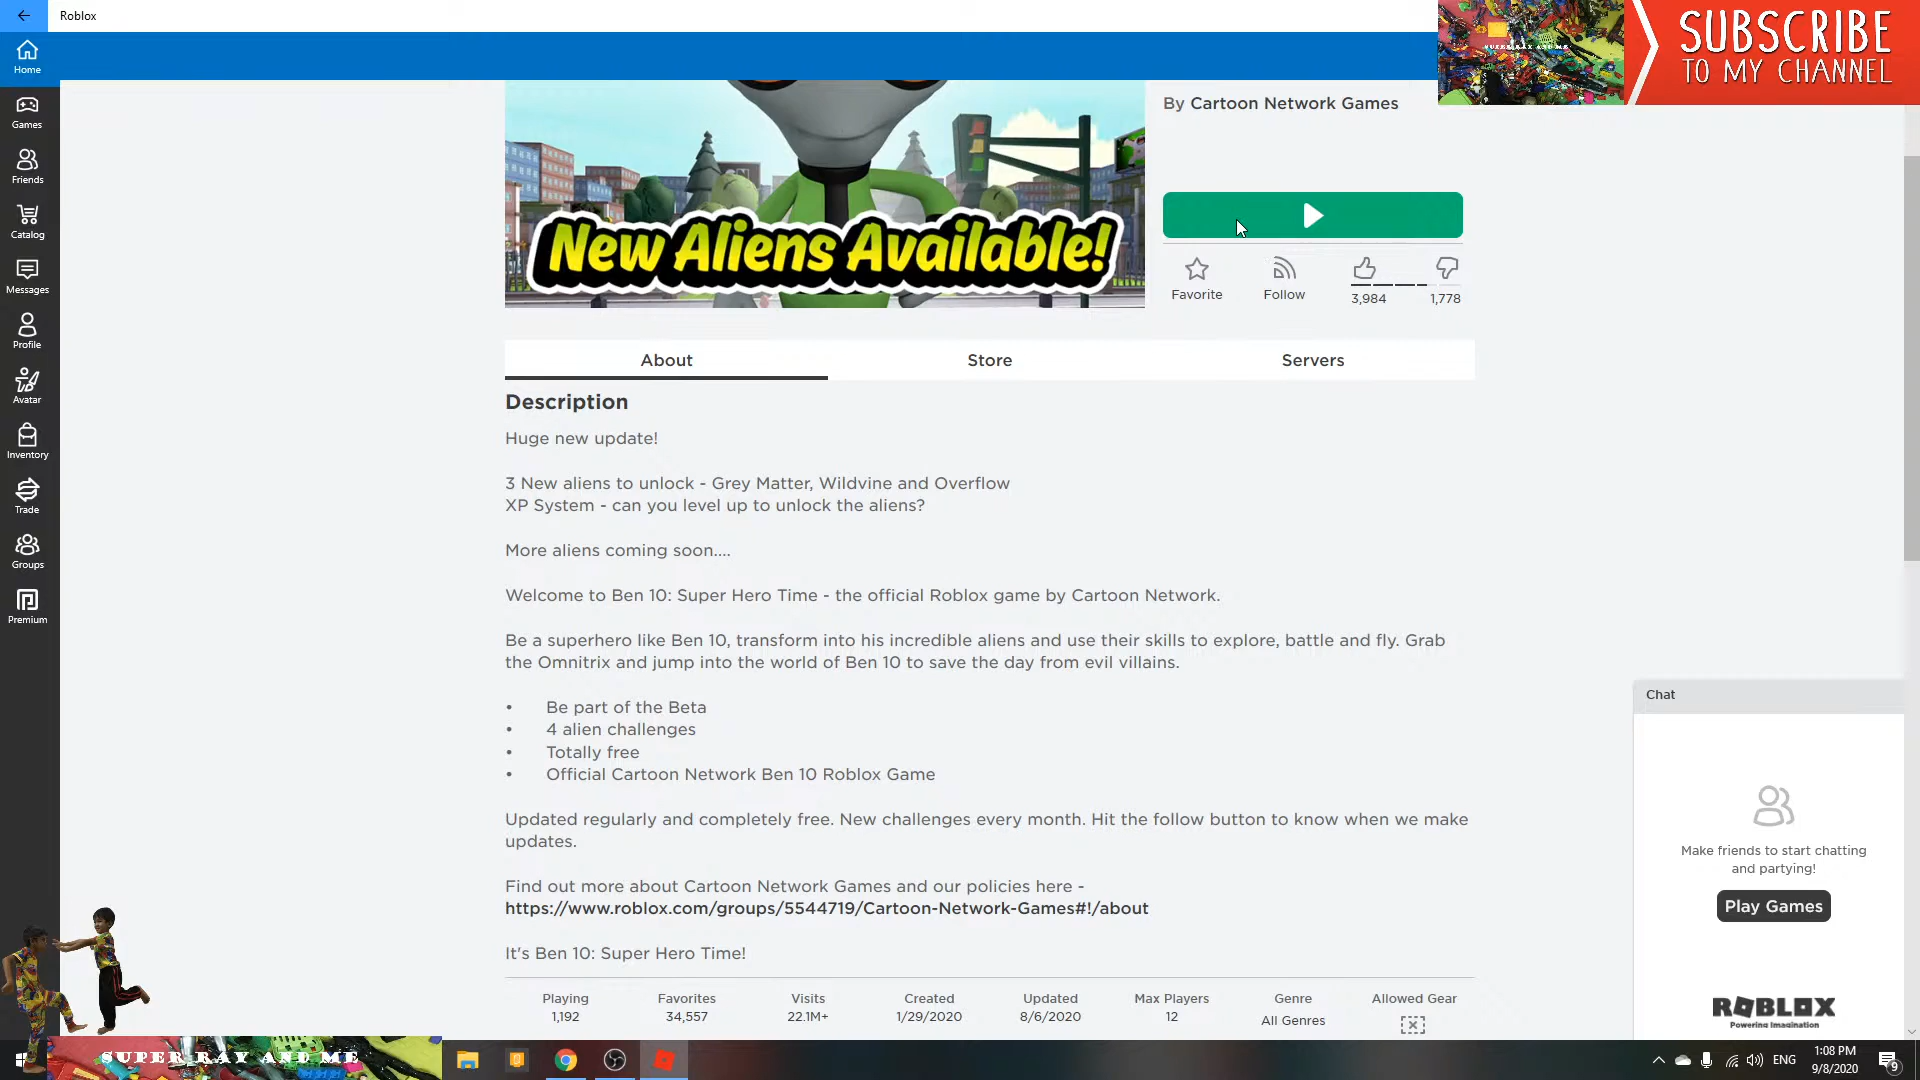 Roblox
SUBSCRIBE
TO MY CHANNEL
SUPER RAY AND ME
Home
Games
Friends
Catalog
Messages
Profile
Avatar
Inventory
Trade
Groups
Premium
By Cartoon Network Games
New Aliens Available!
Favorite
Follow
3,984
1,778
About
Store
Servers
Description
Huge new update!
3 New aliens to unlock - Grey Matter, Wildvine and Overflow
XP System - can you level up to unlock the aliens?
More aliens coming soon....
Welcome to Ben 10: Super Hero Time - the official Roblox game by Cartoon Network.
Be a superhero like Ben 10, transform into his incredible aliens and use their skills to explore, battle and fly. Grab
the Omnitrix and jump into the world of Ben 10 to save the day from evil villains.
• Be part of the Beta
• 4 alien challenges
• Totally free
• Official Cartoon Network Ben 10 Roblox Game
Updated regularly and completely free. New challenges every month. Hit the follow button to know when we make
updates.
Find out more about Cartoon Network Games and our policies here -
https://www.roblox.com/groups/5544719/Cartoon-Network-Games#!/about
It's Ben 10: Super Hero Time!
Playing
1,192
Favorites
34,557
Visits
22.1M+
Created
1/29/2020
Updated
8/6/2020
Max Players
12
Genre
All Genres
Allowed Gear
Chat
Make friends to start chatting
and partying!
Play Games
ROBLOX
Powering Imagination
SUPER RAY AND ME
ENG
1:08 PM
9/8/2020
9